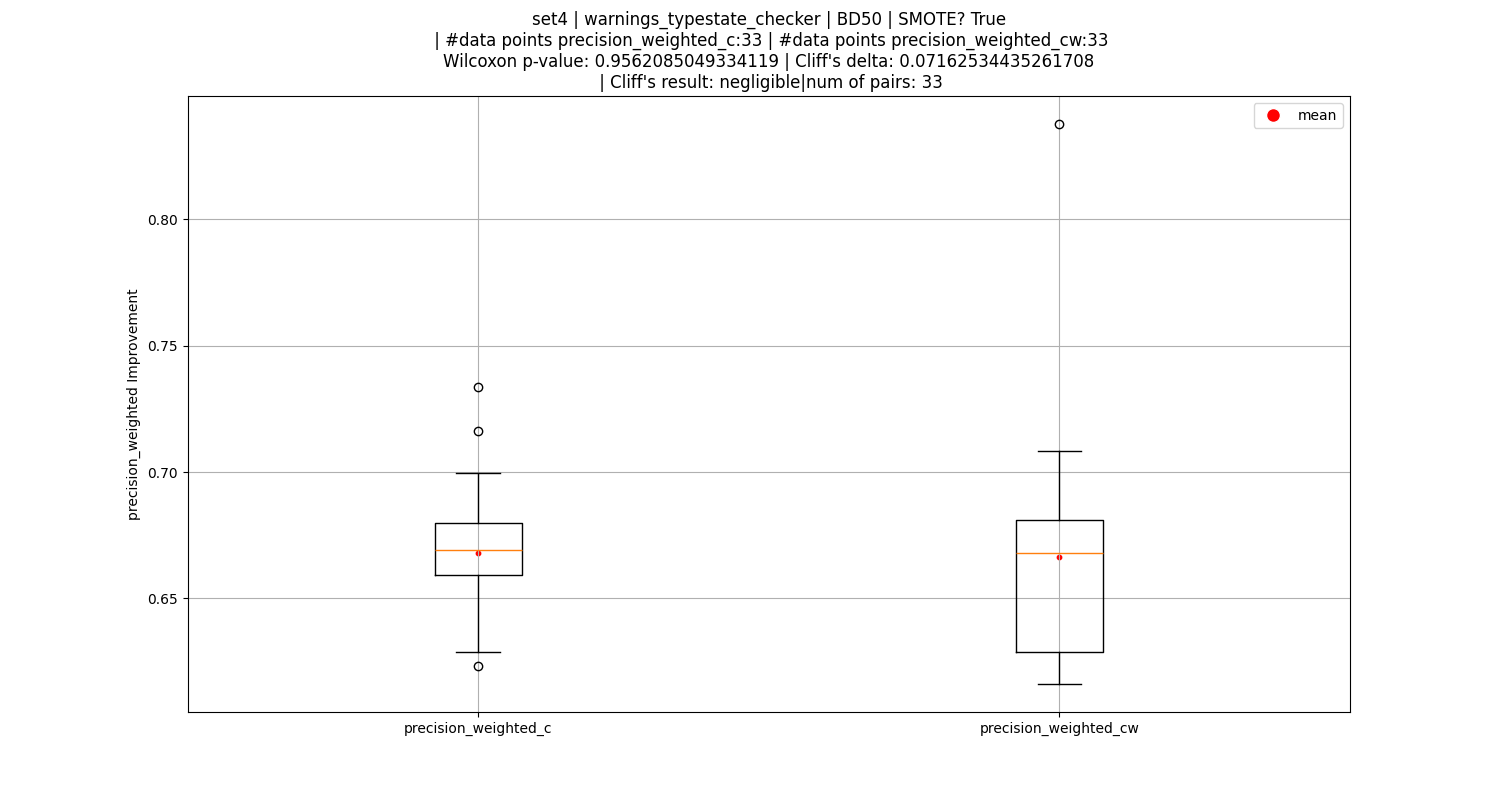 set4 | warnings_typestate_checker | BD50 | SMOTE? True
| #data points precision_weighted_c:33 | #data points precision_weighted_cw:33
Wilcoxon p-value: 0.9562085049334119 | Cliff's delta: 0.07162534435261708
| Cliff's result: negligible|num of pairs: 33
mean
precision_weighted Improvement
0.80
0.75
0.70
0.65
precision_weighted_c
precision_weighted_cw